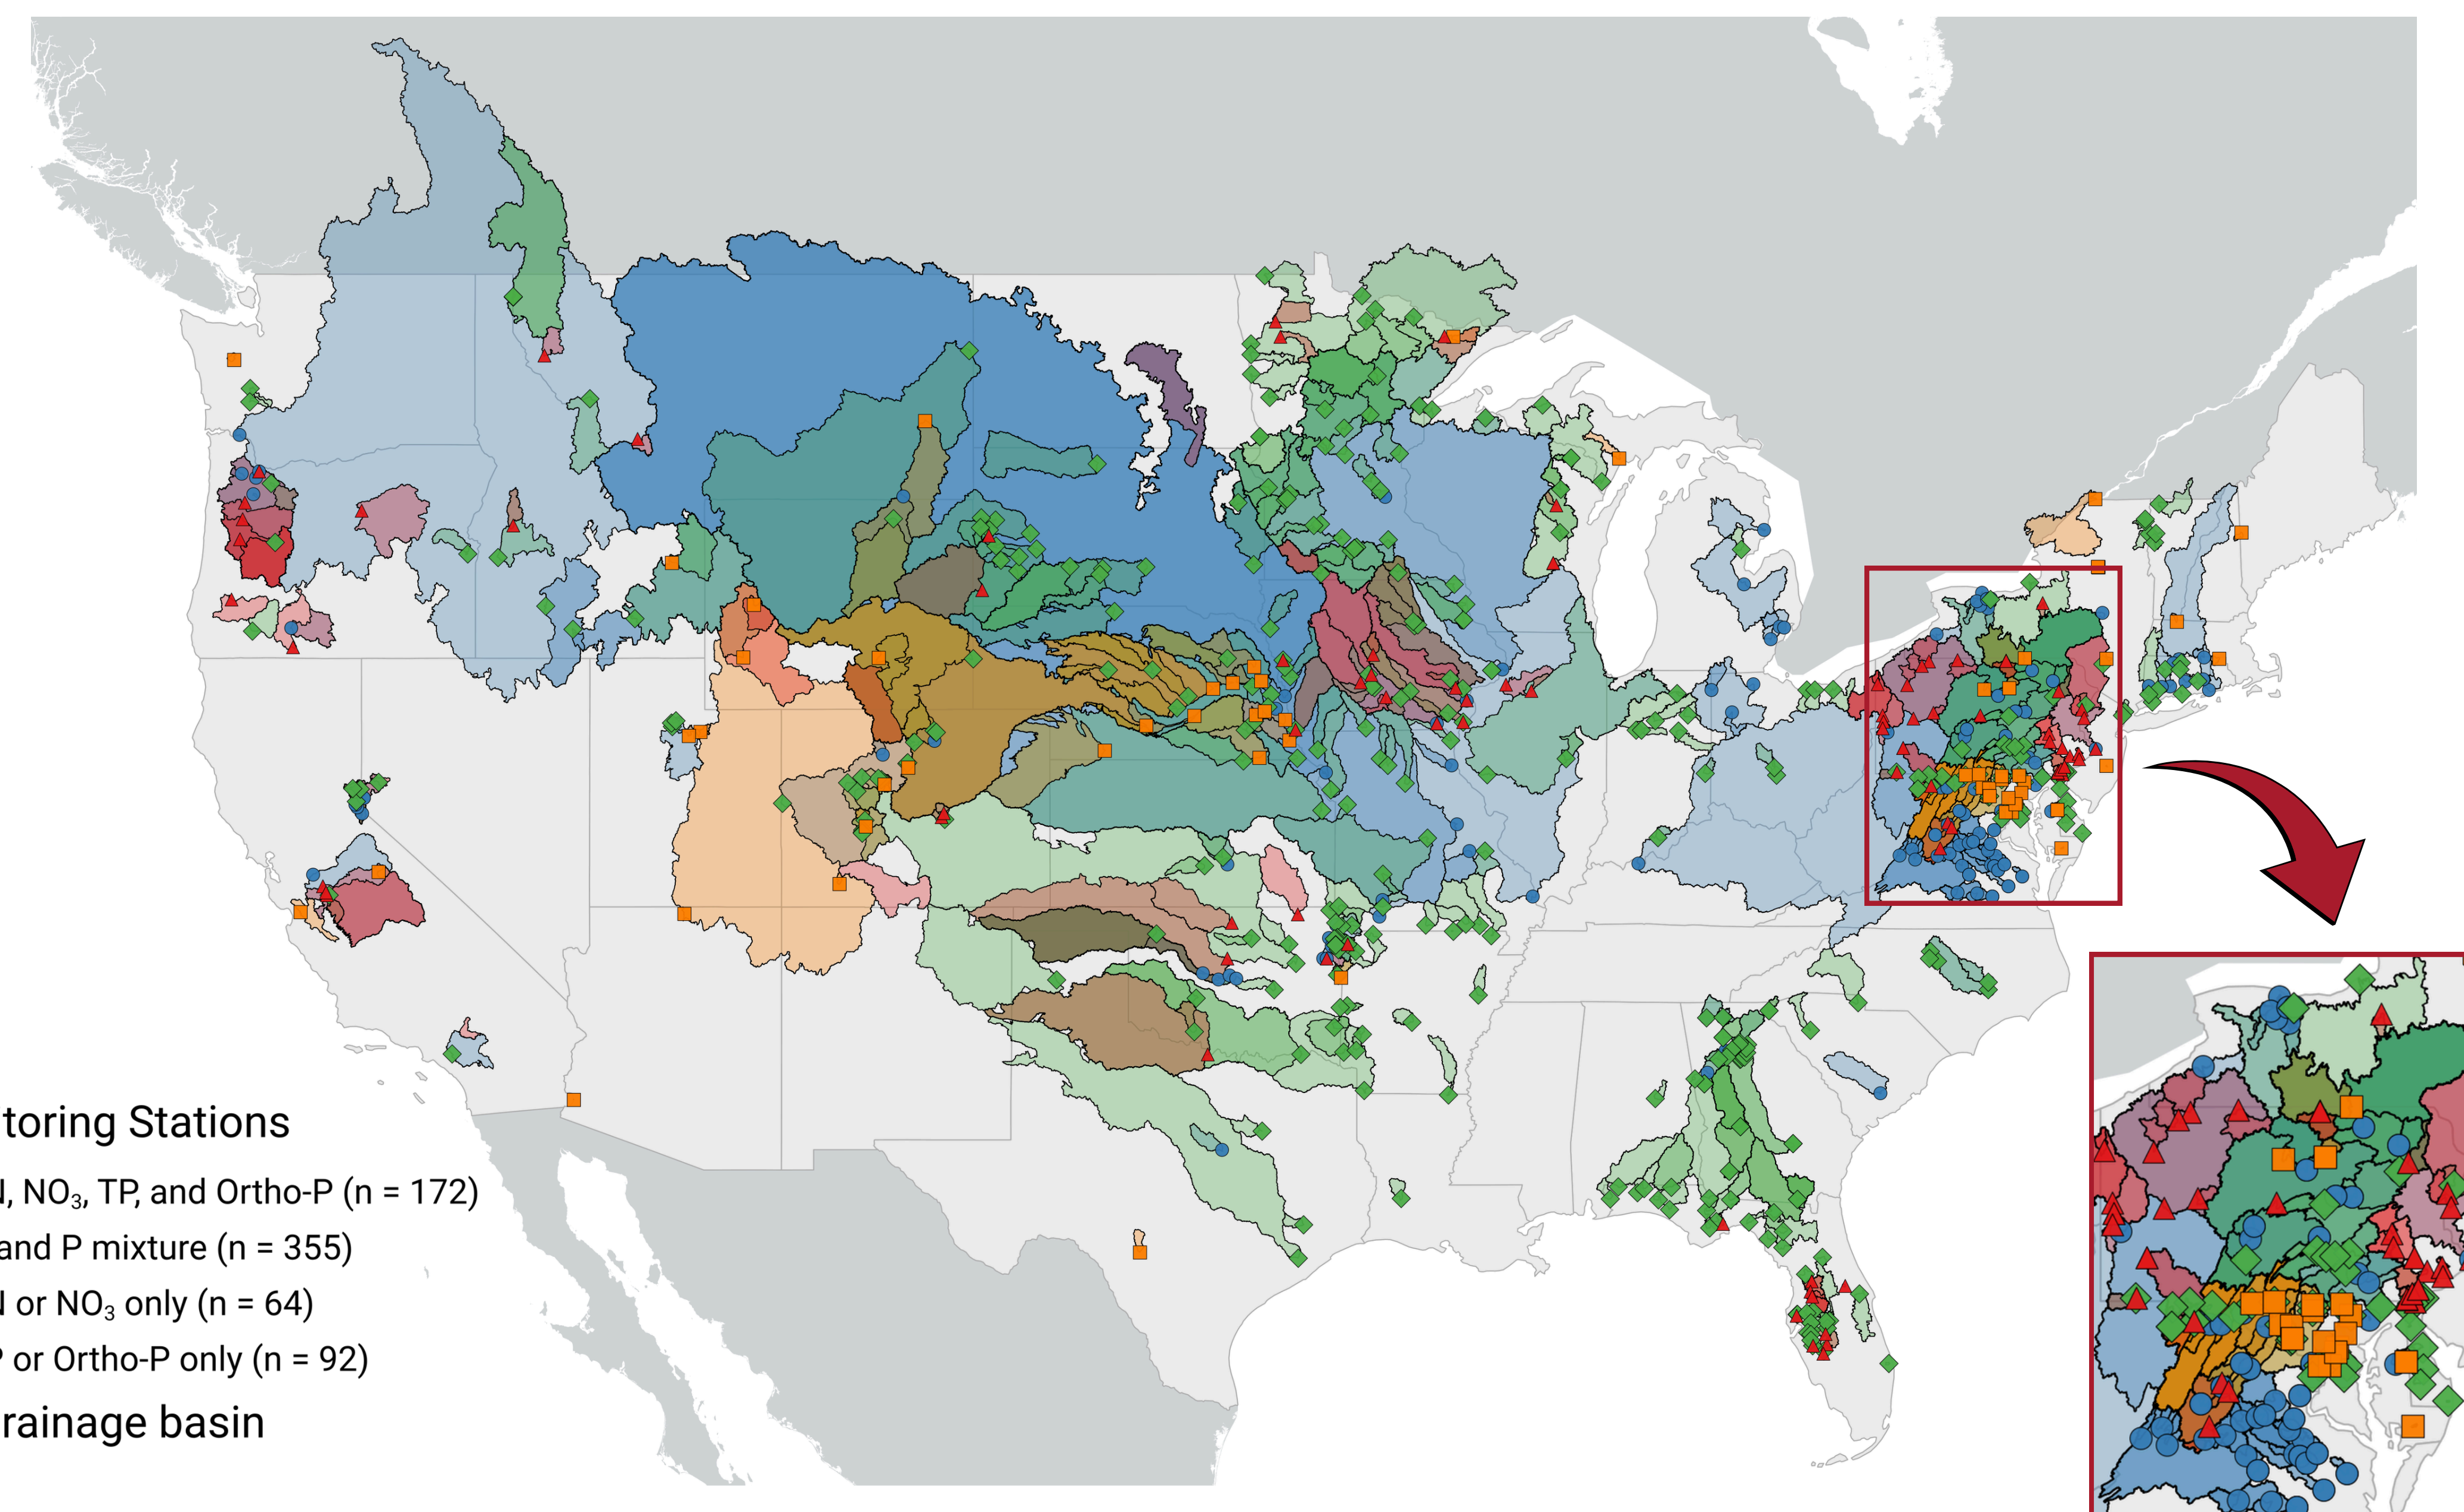 toring Stations
, NO₃, TP, and Ortho-P (n = 172)
and P mixture (n = 355)
or NO₃ only (n = 64)
or Ortho-P only (n = 92)
rainage basin